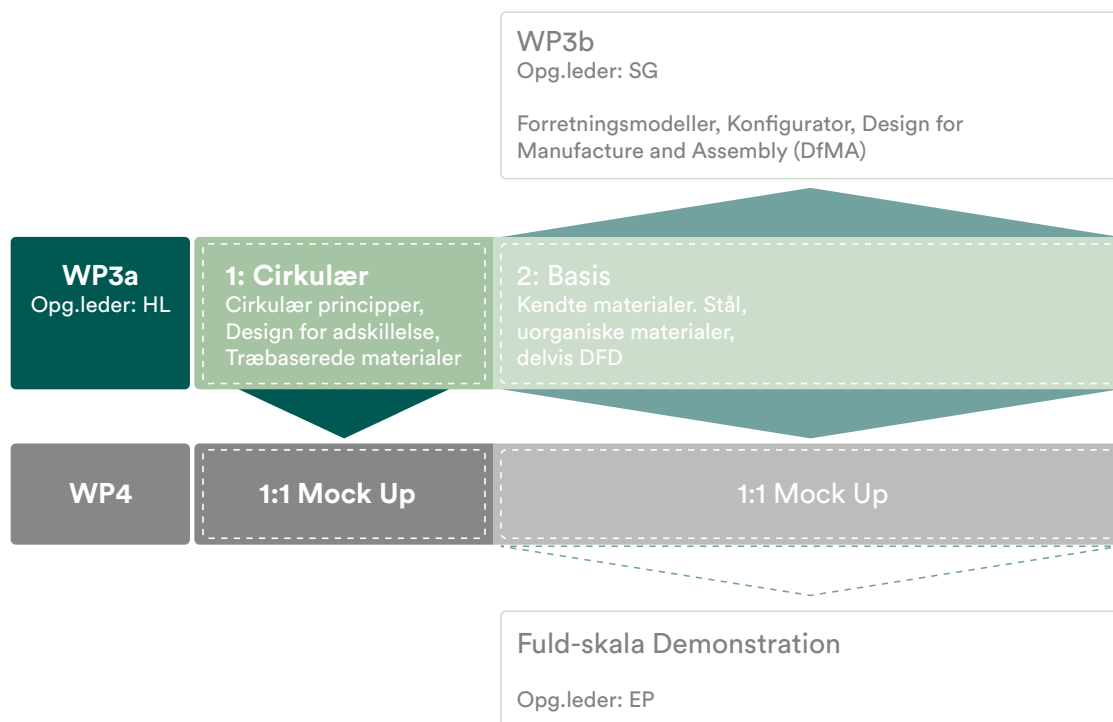 WP3b
Opg.leder: SG
Forretningsmodeller, Konfigurator, Design for
Manufacture and Assembly (DfMA)
WP3a
Opg.leder: HL
1: Cirkulær
Cirkulær principper,
Design for adskillelse,
Træbaserede materialer
2: Basis
Kendte materialer. Stål,
uorganiske materialer,
delvis DFD
WP4
1:1 Mock Up
1:1 Mock Up
Fuld-skala Demonstration
Opg.leder: EP